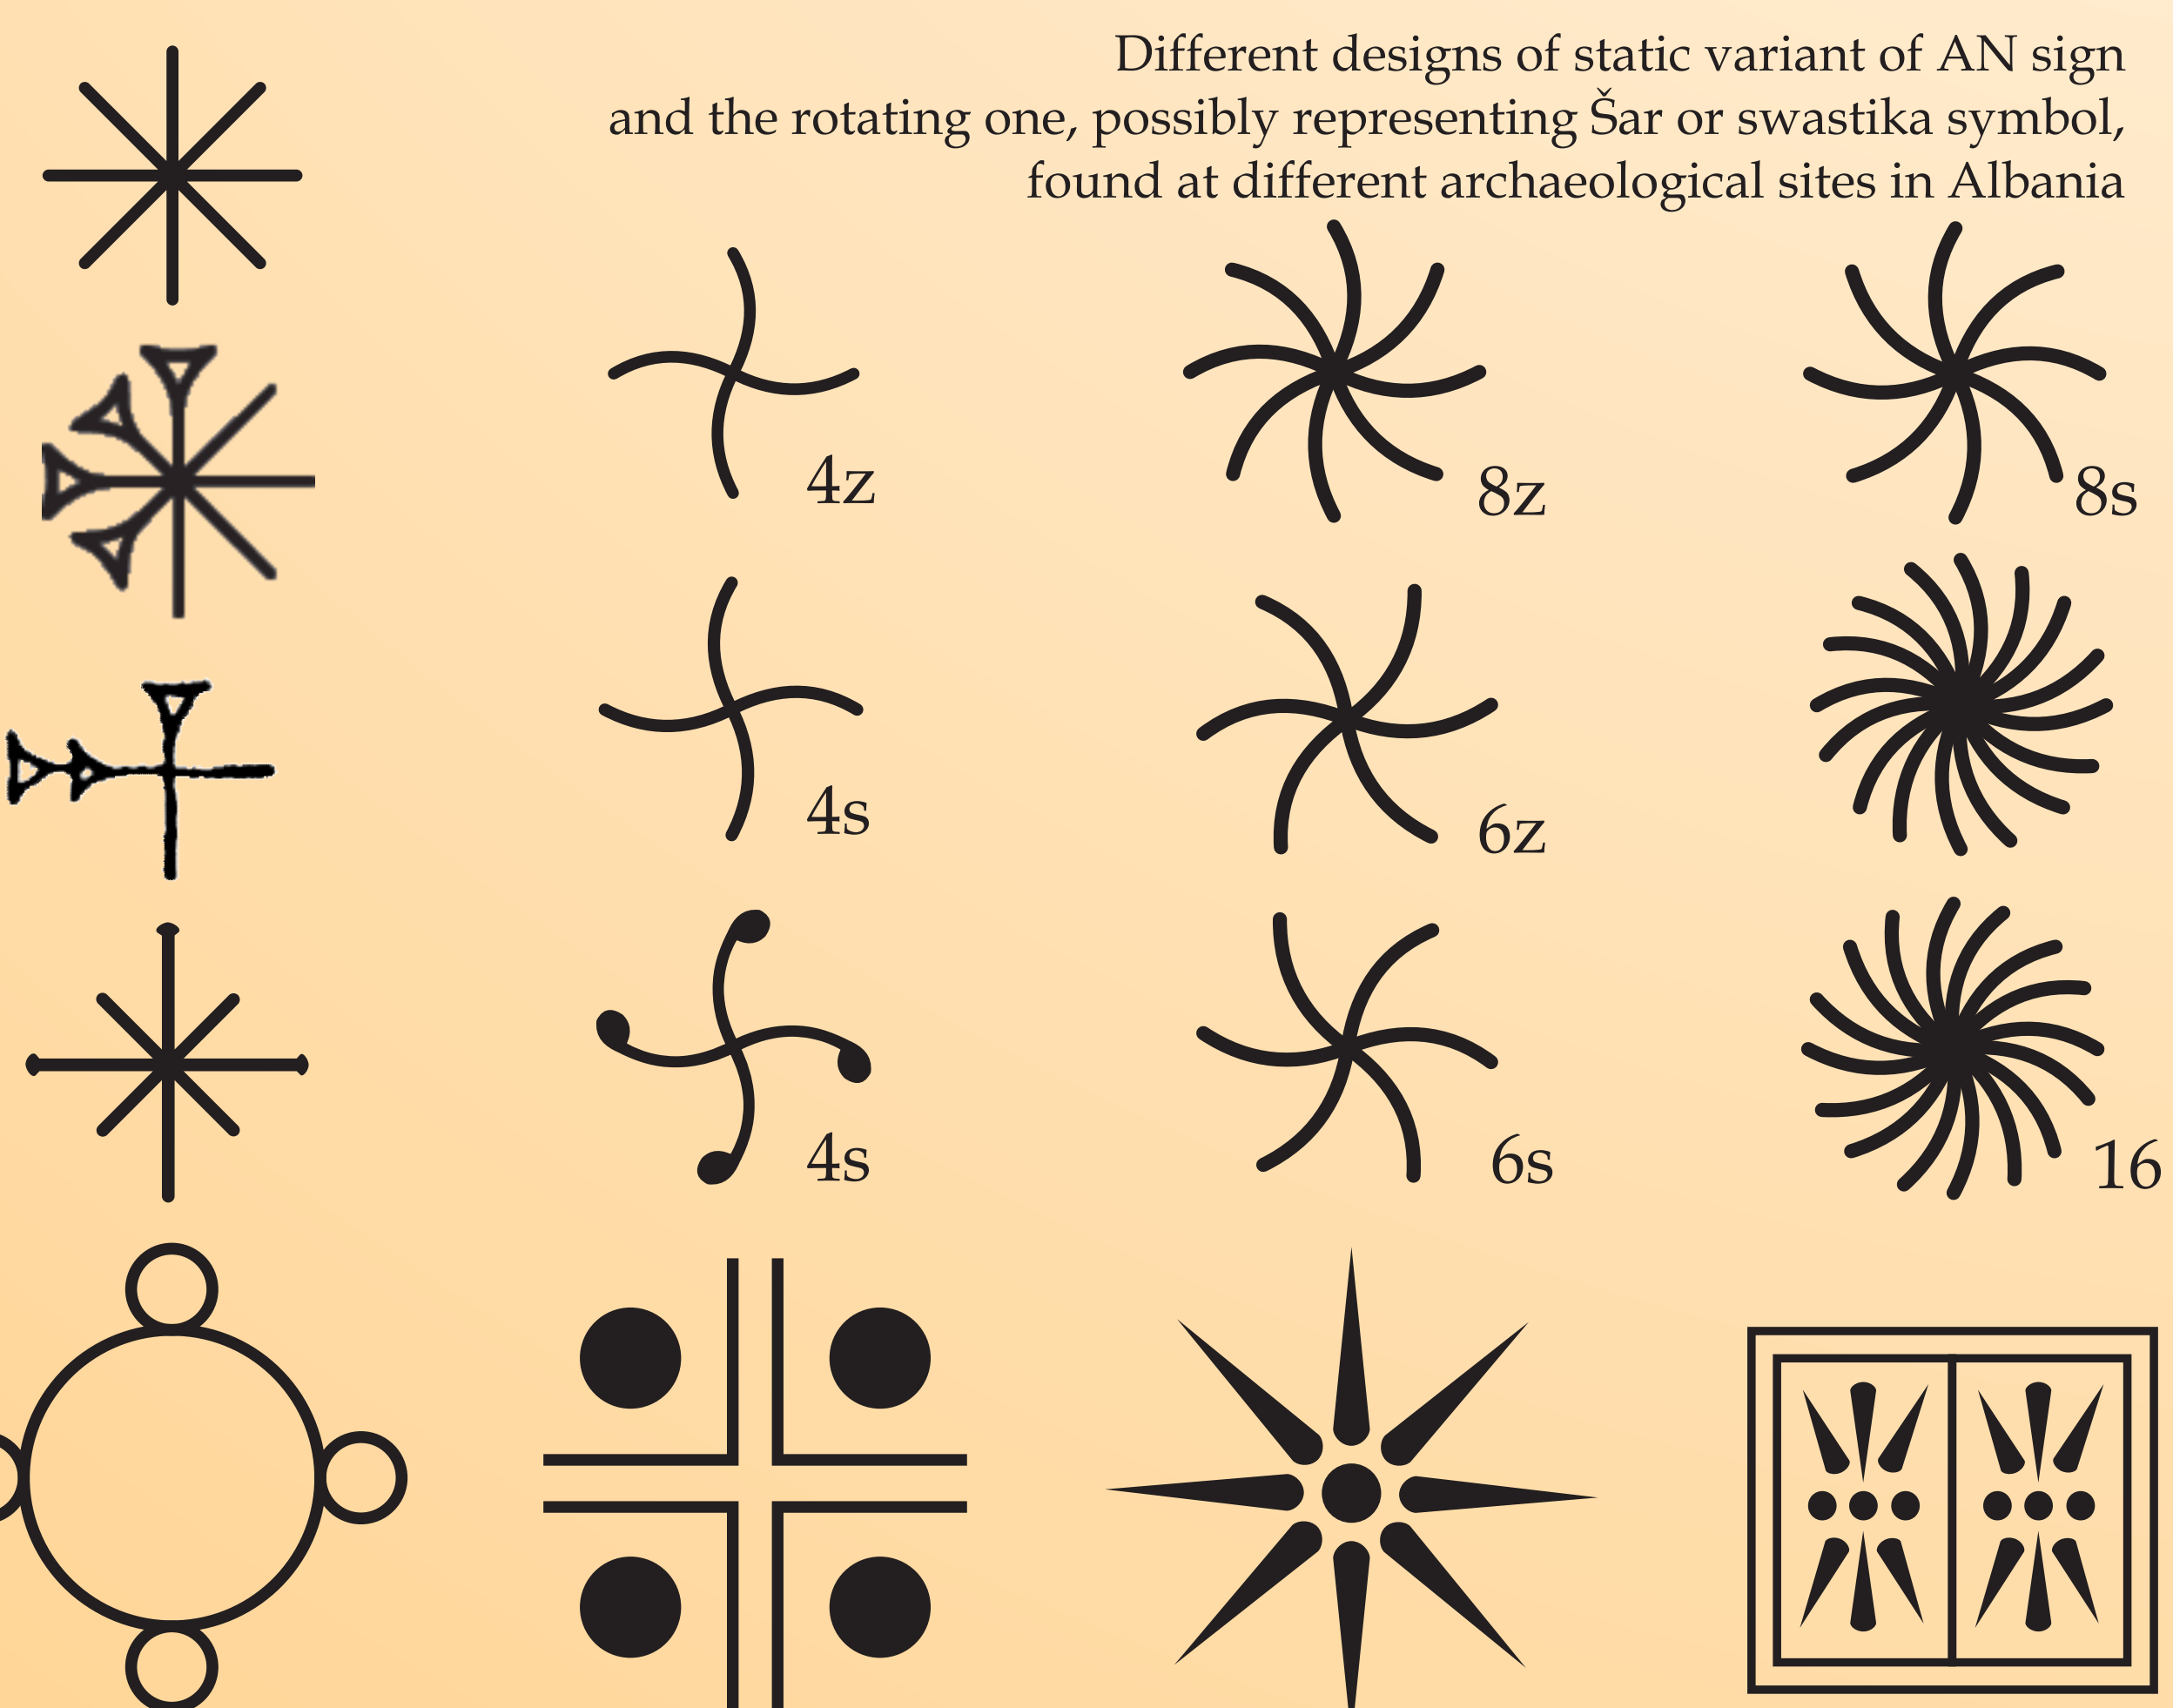 Different designs of static variant of AN sign
and the rotating one, possibly representing Šar or swastika symbol,
found at different archaeological sites in Albania
4z
8z
8s
4s
6z
4s
6s
16